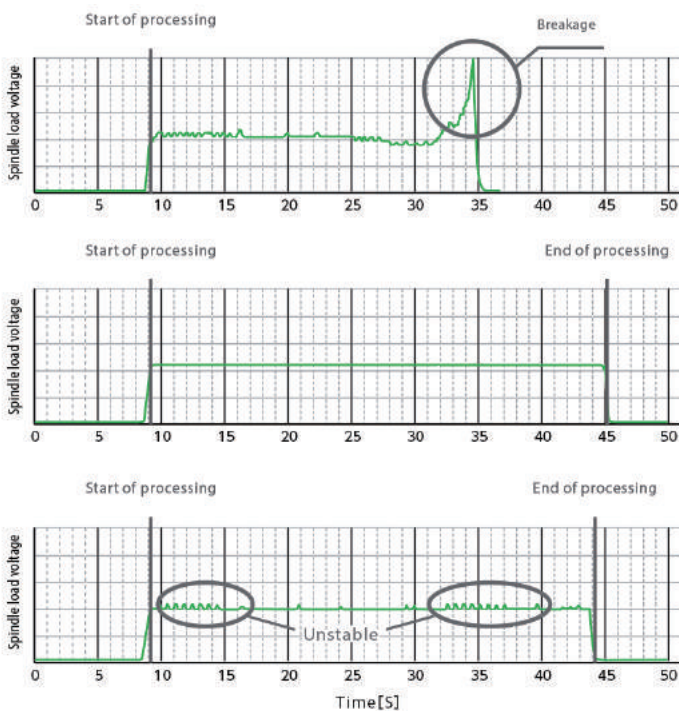 Start of processing
Breakage
Spindle load voltage
0 5 10 15 20 25 30 35 40 45 50
Start of processing End of processing
Spindle load voltage
0 5 10 15 20 25 30 35 40 45 50
Start of processing End of processing
Spindle load voltage
Unstable
0 5 10 15 20 25 30 35 40 45 50
Time[S]